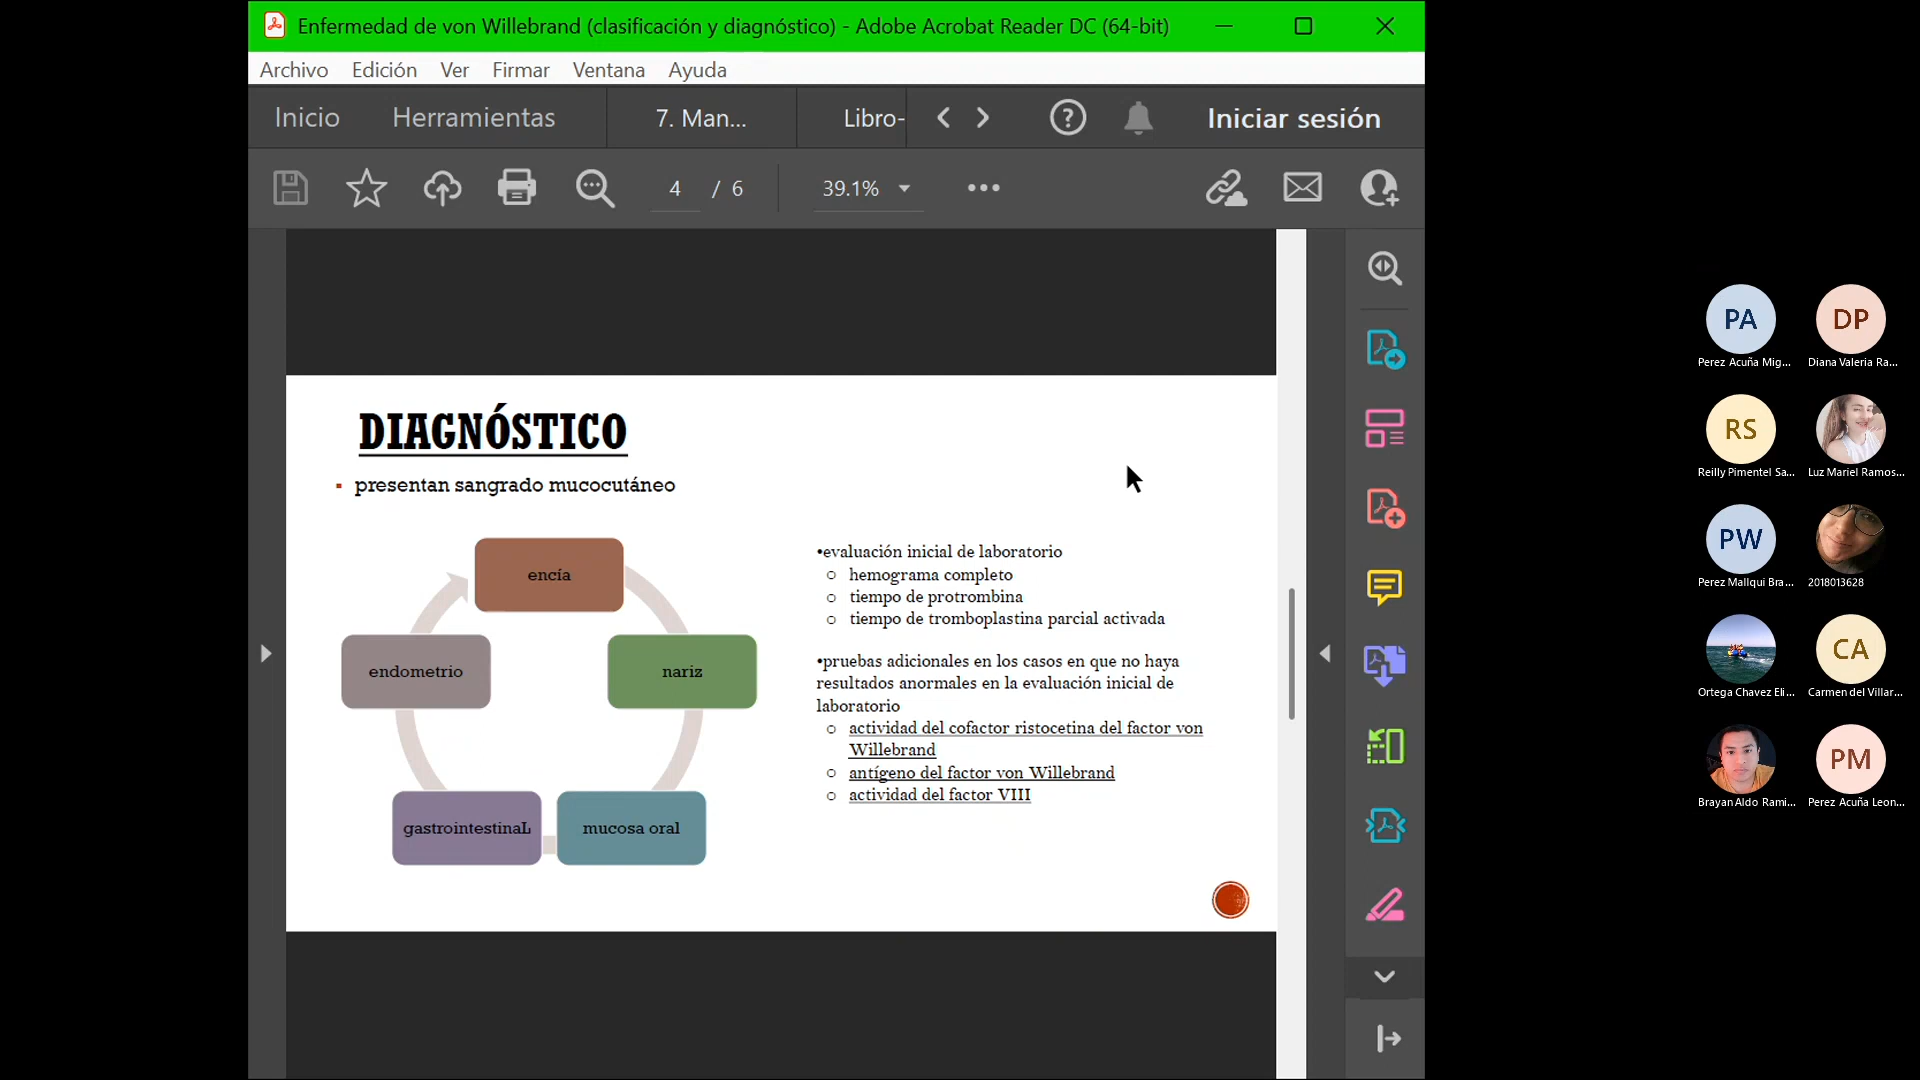 Enfermedad de von Willebrand (clasificación y diagnóstico) - Adobe Acrobat Reader DC (64-bit)
Archivo Edición Ver Firmar Ventana Ayuda
Inicio Herramientas 7. Man... Libro- Iniciar sesión
4 / 6 39.1%
DIAGNÓSTICO
▪ presentan sangrado mucocutáneo
encía
endometrio
nariz
gastrointestinaL
mucosa oral
•evaluación inicial de laboratorio
○ hemograma completo
○ tiempo de protrombina
○ tiempo de tromboplastina parcial activada
•pruebas adicionales en los casos en que no haya
resultados anormales en la evaluación inicial de
laboratorio
○ actividad del cofactor ristocetina del factor von
Willebrand
○ antígeno del factor von Willebrand
○ actividad del factor VIII
PA DP
Perez Acuña Mig... Diana Valeria Ra...
RS
Reilly Pimentel Sa... Luz Mariel Ramos...
PW
Perez Mallqui Bra... 2018013628
CA
Ortega Chavez Eli... Carmen del Villar...
PM
Brayan Aldo Rami... Perez Acuña Leon...